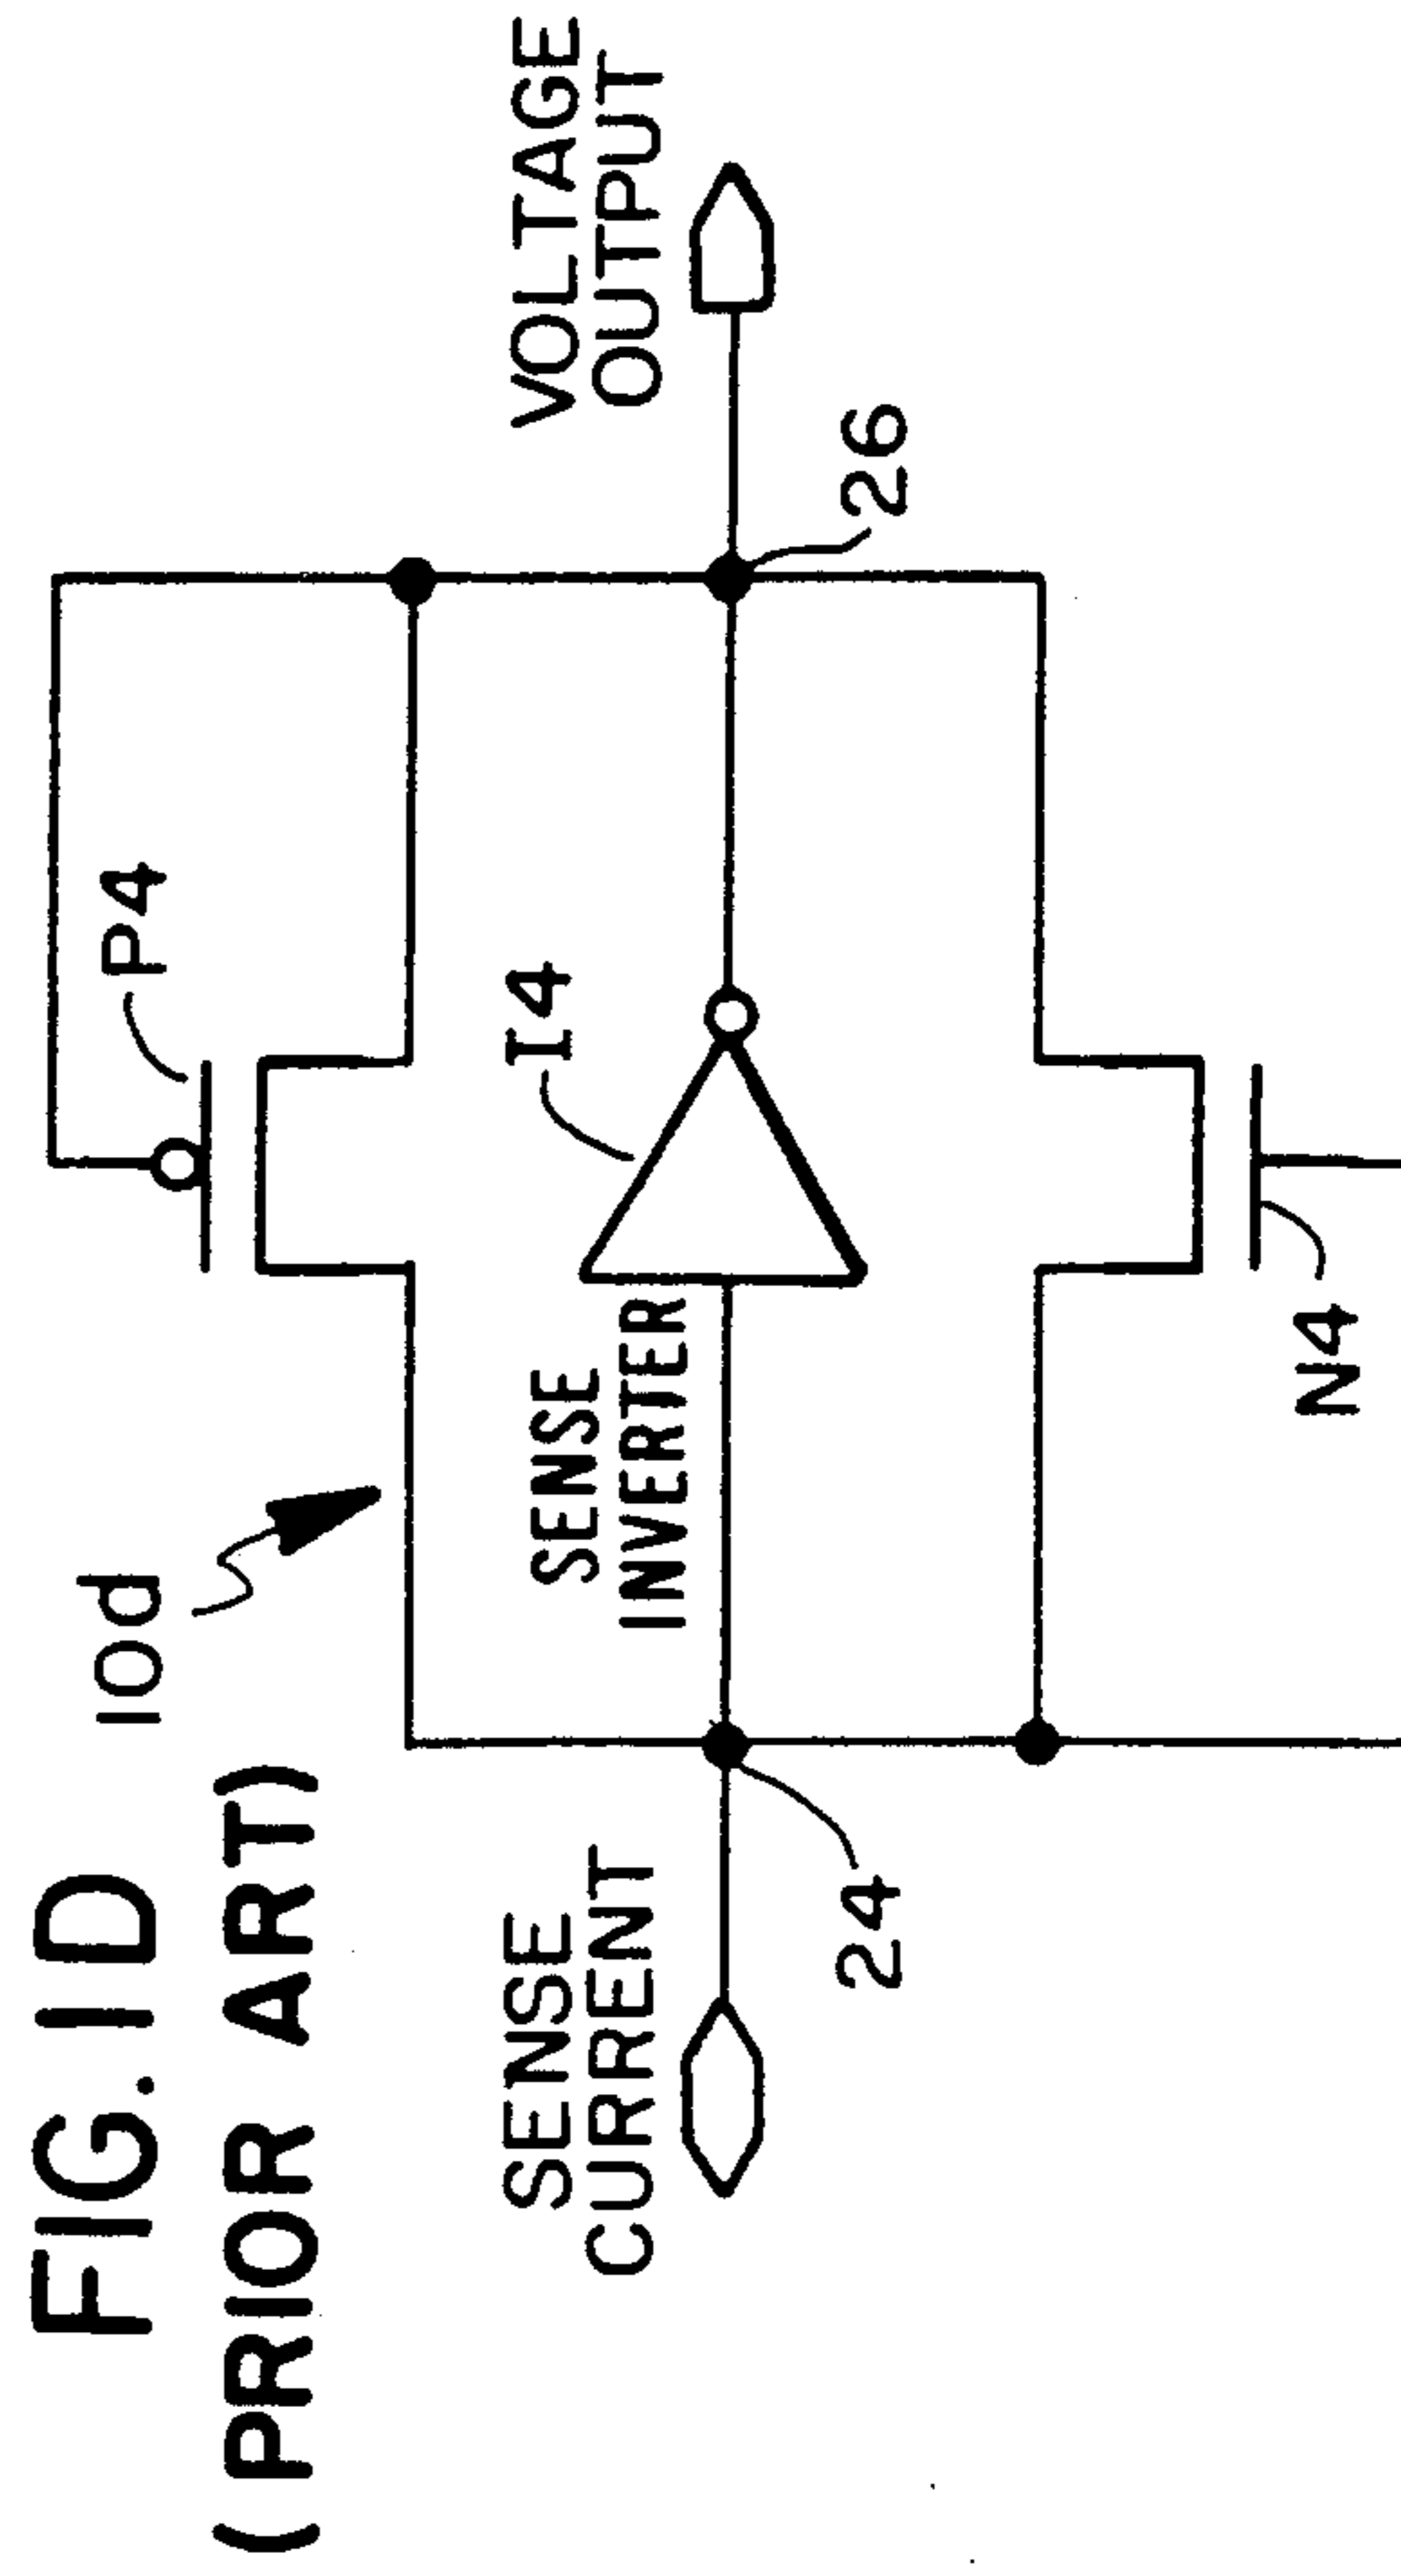 FIG. 1D
(PRIOR ART)
10d
P4
SENSE
CURRENT
24
SENSE
INVERTER
I4
VOLTAGE
OUTPUT
26
N4